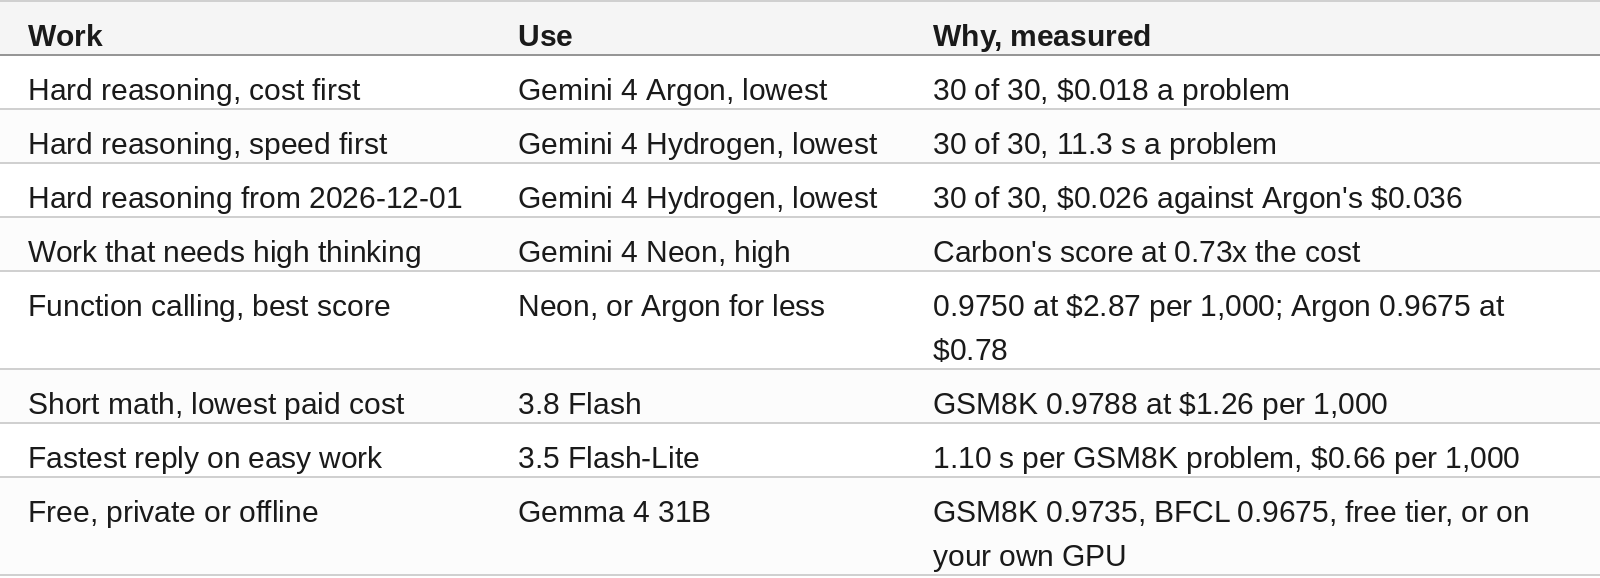 Work Use Why, measured
Hard reasoning, cost first Gemini 4 Argon, lowest 30 of 30, $0.018 a problem
Hard reasoning, speed first Gemini 4 Hydrogen, lowest 30 of 30, 11.3 s a problem
Hard reasoning from 2026-12-01 Gemini 4 Hydrogen, lowest 30 of 30, $0.026 against Argon's $0.036
Work that needs high thinking Gemini 4 Neon, high Carbon's score at 0.73x the cost
Function calling, best score Neon, or Argon for less 0.9750 at $2.87 per 1,000; Argon 0.9675 at
$0.78
Short math, lowest paid cost 3.8 Flash GSM8K 0.9788 at $1.26 per 1,000
Fastest reply on easy work 3.5 Flash-Lite 1.10 s per GSM8K problem, $0.66 per 1,000
Free, private or offline Gemma 4 31B GSM8K 0.9735, BFCL 0.9675, free tier, or on
your own GPU